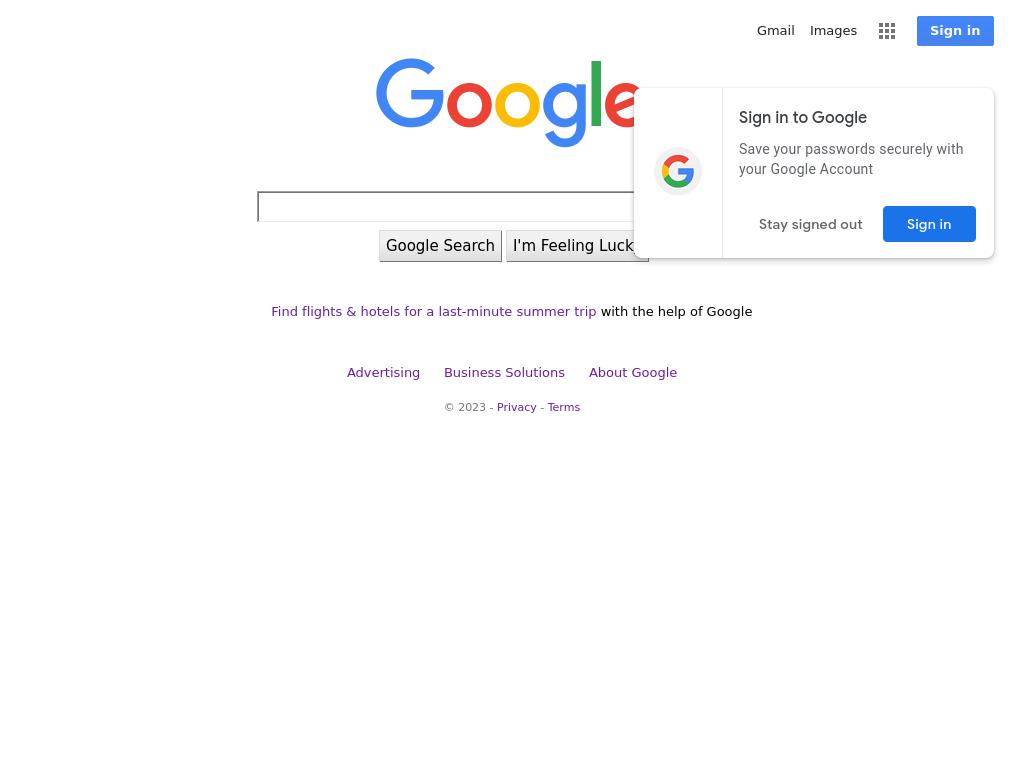 Gmail Images Sign in
Google
Sign in to Google
Save your passwords securely with
your Google Account
Stay signed out Sign in
Google Search I'm Feeling Luck
Find flights & hotels for a last-minute summer trip with the help of Google
Advertising Business Solutions About Google
© 2023 - Privacy - Terms